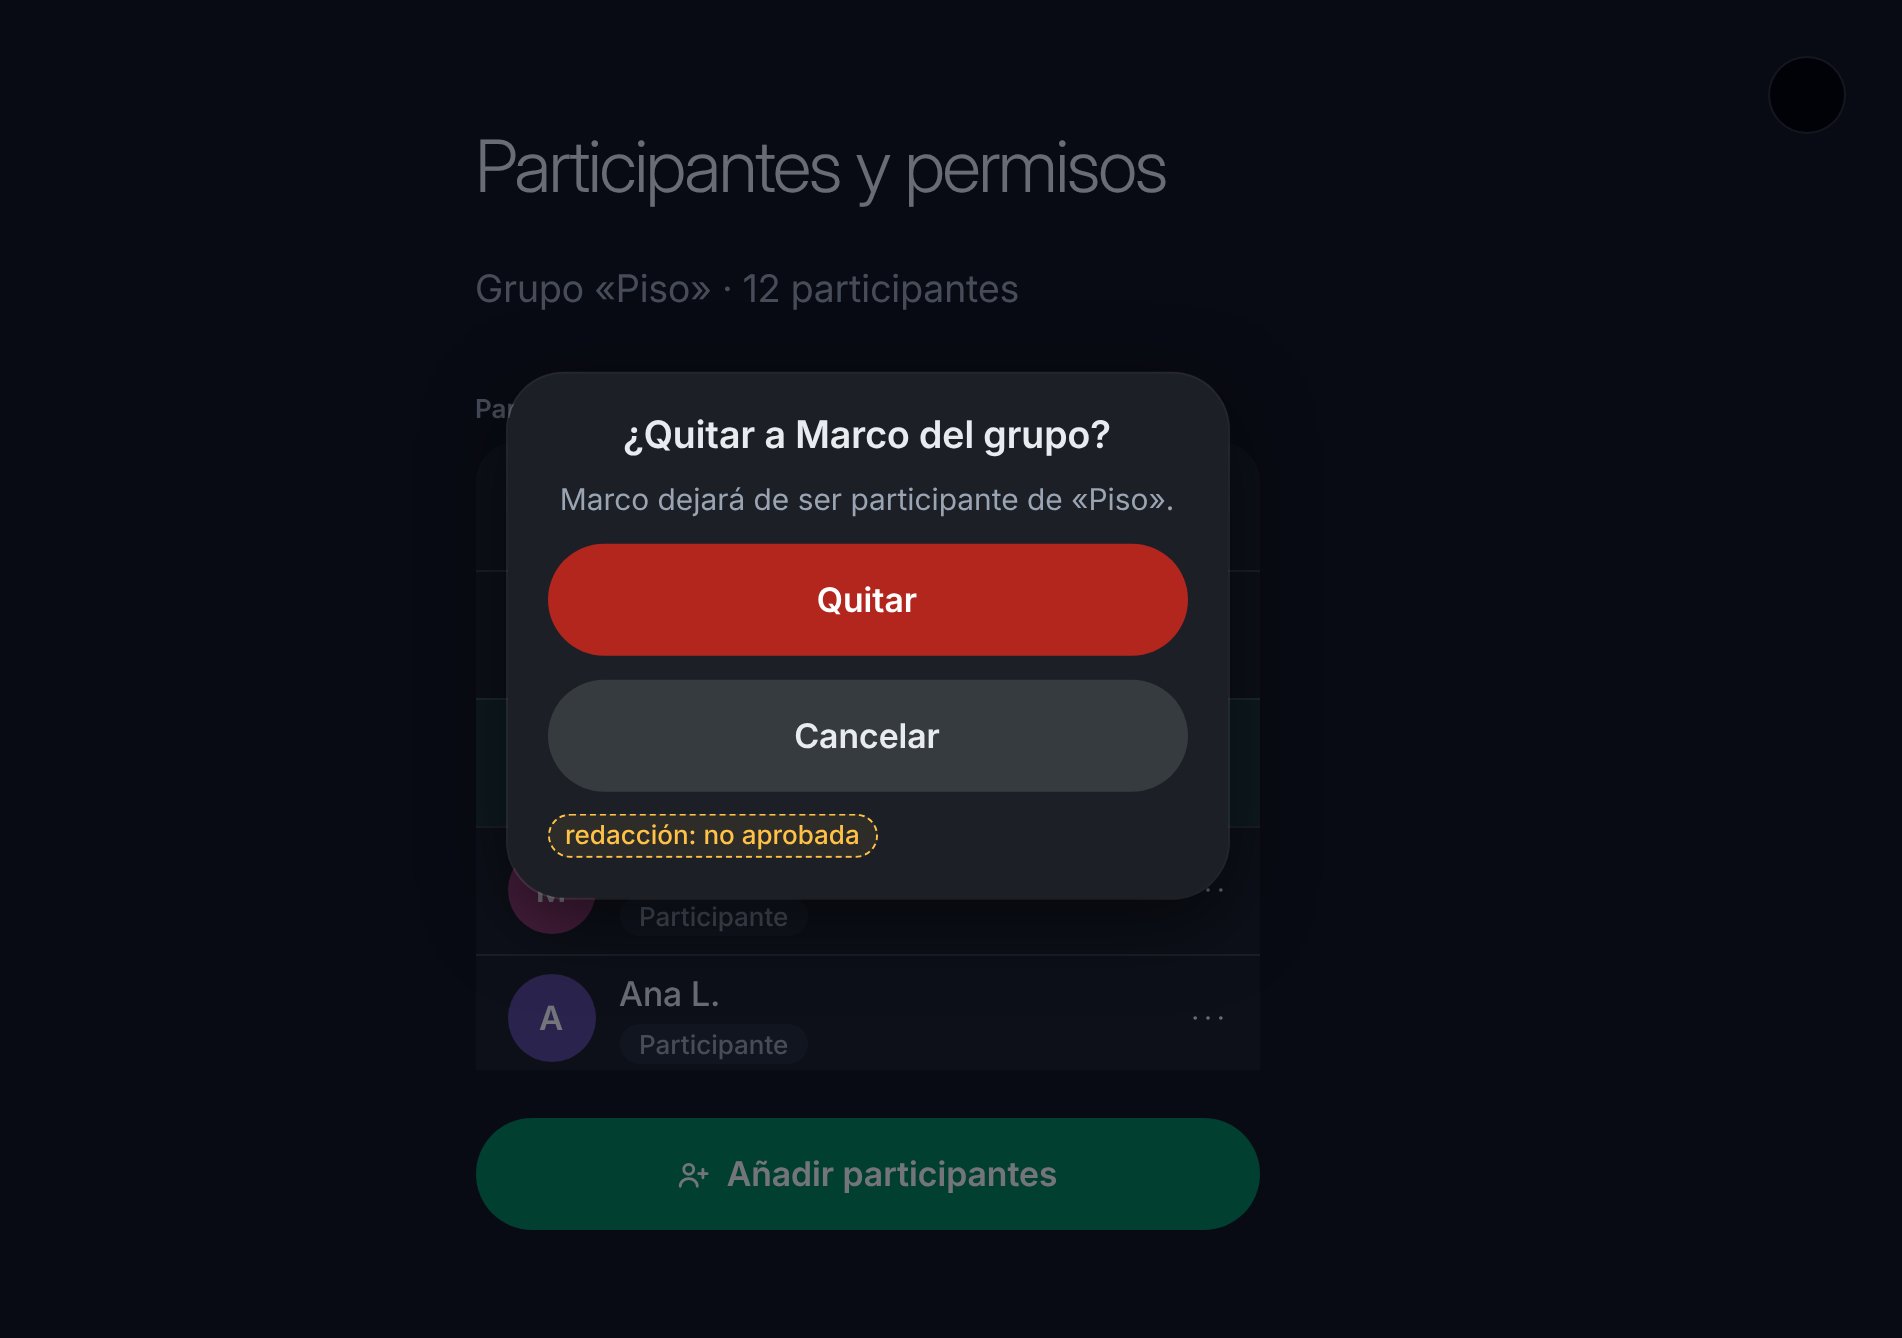 Participantes y permisos
Grupo «Piso» · 12 participantes
¿Quitar a Marco del grupo?
Marco dejará de ser participante de «Piso».
Quitar
Cancelar
redacción: no aprobada
Participante
A
Ana L.
Participante
Añadir participantes